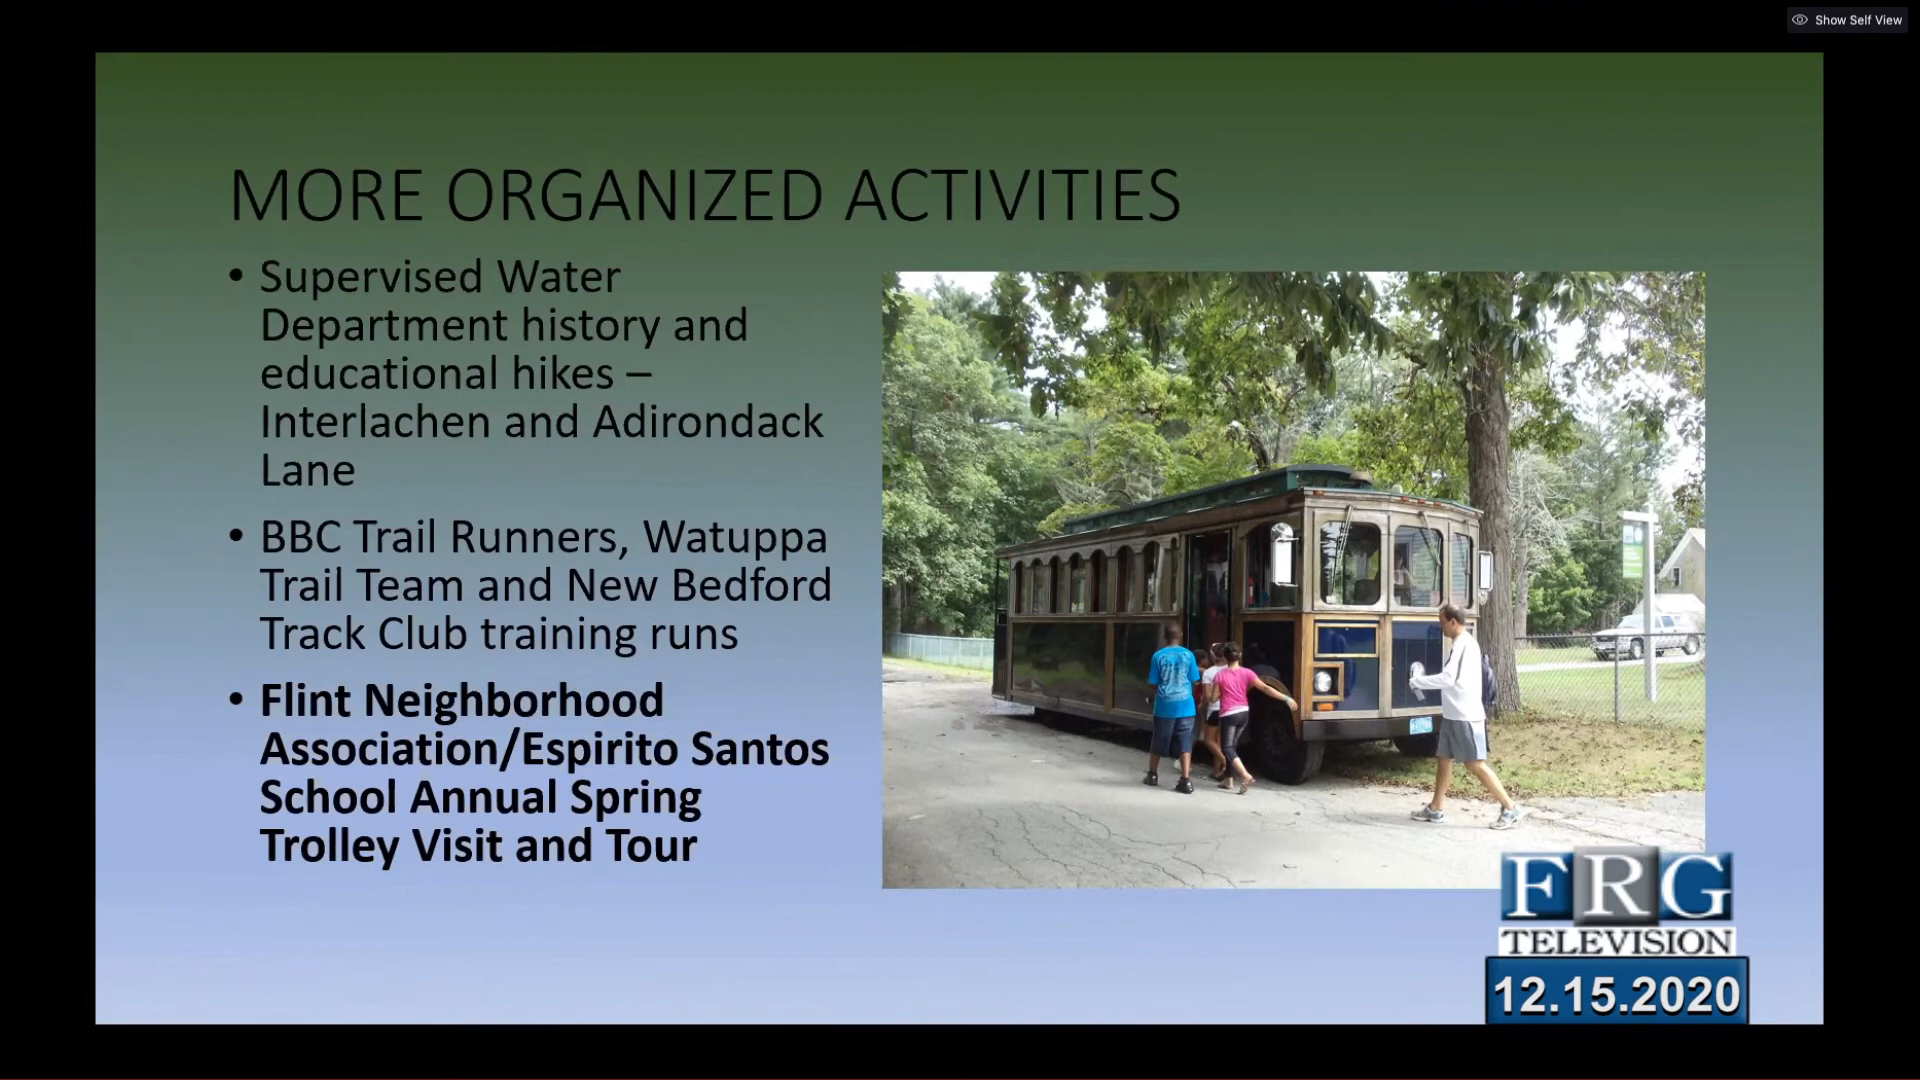 Show Self View
MORE ORGANIZED ACTIVITIES
• Supervised Water
Department history and
educational hikes –
Interlachen and Adirondack
Lane
• BBC Trail Runners, Watuppa
Trail Team and New Bedford
Track Club training runs
• Flint Neighborhood
Association/Espirito Santos
School Annual Spring
Trolley Visit and Tour
FRG
TELEVISION
12.15.2020